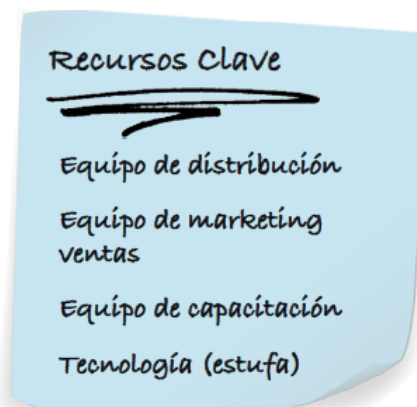 Recursos Clave
Equipo de distribución
Equipo de marketing
ventas
Equipo de capacitación
Tecnología (estufa)